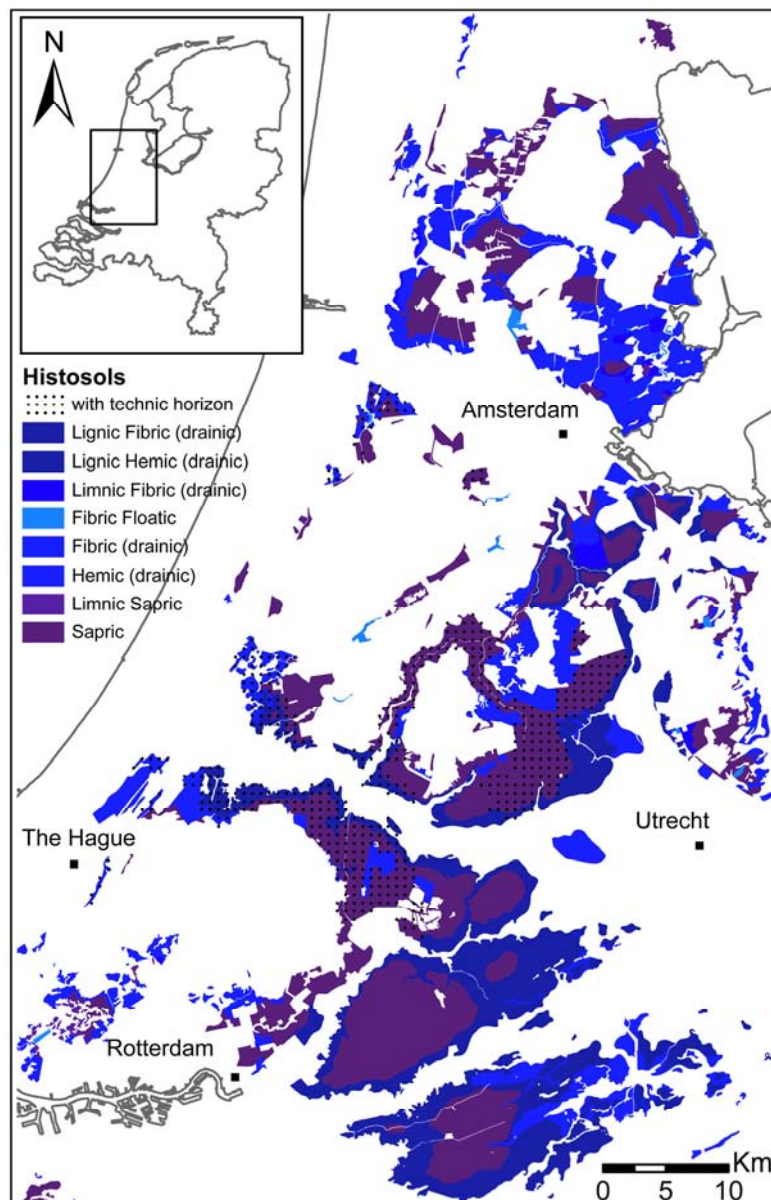 N
Histosols
with technic horizon
Lignic Fibric (drainic)
Lignic Hemic (drainic)
Limnic Fibric (drainic)
Fibric Floatic
Fibric (drainic)
Hemic (drainic)
Limnic Sapric
Sapric
Amsterdam
Utrecht
The Hague
Rotterdam
Km
0 5 10